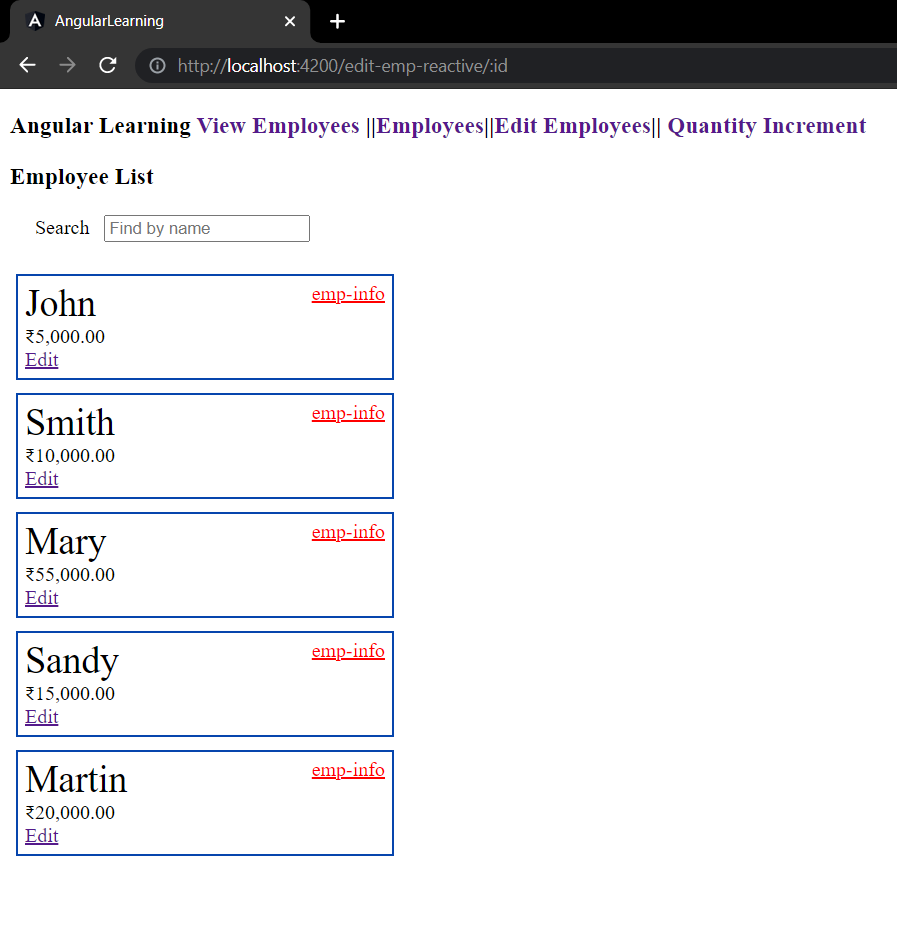 AngularLearning
http://localhost:4200/edit-emp-reactive/:id
Angular Learning View Employees ||Employees||Edit Employees|| Quantity Increment
Employee List
Search Find by name
John emp-info
₹5,000.00
Edit
Smith emp-info
₹10,000.00
Edit
Mary emp-info
₹55,000.00
Edit
Sandy emp-info
₹15,000.00
Edit
Martin emp-info
₹20,000.00
Edit